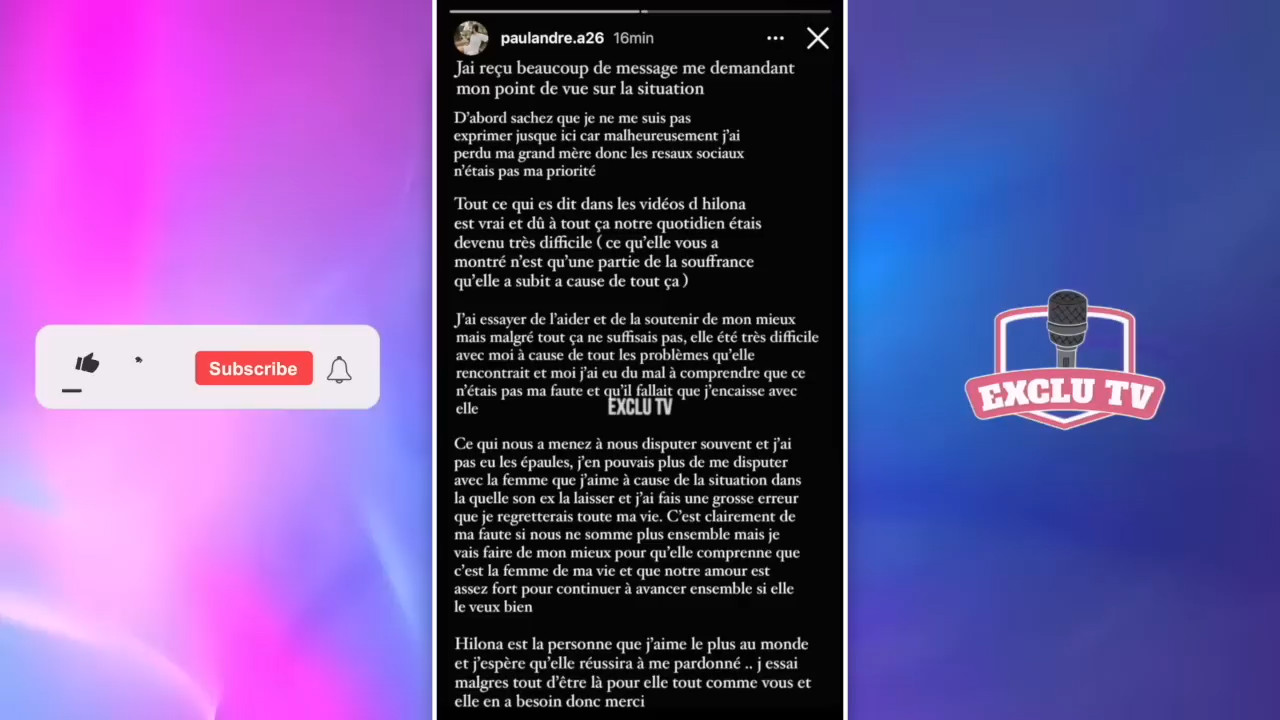 paulandre.a26 16min
Jai reçu beaucoup de message me demandant
mon point de vue sur la situation
D'abord sachez que je ne me suis pas
exprimer jusque ici car malheureusement j'ai
perdu ma grand mère donc les resaux sociaux
n'étais pas ma priorité
Tout ce qui es dit dans les vidéos d hilona
est vrai et dû à tout ça notre quotidien étais
devenu très difficile ( ce qu'elle vous a
montré n'est qu'une partie de la souffrance
qu'elle a subit a cause de tout ça )
J'ai essayer de l'aider et de la soutenir de mon mieux
mais malgré tout ça ne suffisais pas, elle été très difficile
avec moi à cause de tout les problèmes qu'elle
rencontrait et moi j'ai eu du mal à comprendre que ce
n'étais pas ma faute et qu'il fallait que j'encaisse avec
elle
EXCLU TV
Ce qui nous a menez à nous disputer souvent et j'ai
pas eu les épaules, j'en pouvais plus de me disputer
avec la femme que j'aime à cause de la situation dans
la quelle son ex la laisser et j'ai fais une grosse erreur
que je regretterais toute ma vie. C'est clairement de
ma faute si nous ne somme plus ensemble mais je
vais faire de mon mieux pour qu'elle comprenne que
c'est la femme de ma vie et que notre amour est
assez fort pour continuer à avancer ensemble si elle
le veux bien
Hilona est la personne que j'aime le plus au monde
et j'espère qu'elle réussira à me pardonné .. j essai
malgres tout d'être là pour elle tout comme vous et
elle en a besoin donc merci
Subscribe
EXCLU TV